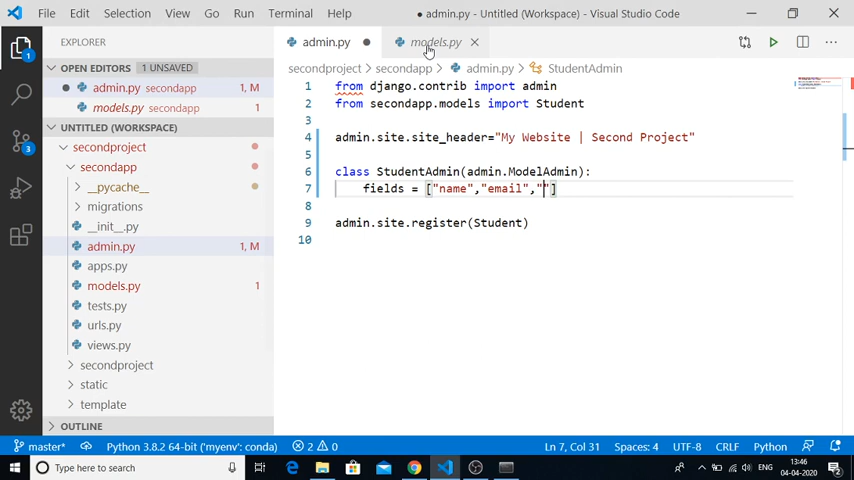 File Edit Selection View Go Run Terminal Help
● admin.py - Untitled (Workspace) - Visual Studio Code
EXPLORER
admin.py ●
models.py ×
OPEN EDITORS 1 UNSAVED
admin.py secondapp 1, M
models.py secondapp 1
UNTITLED (WORKSPACE)
secondproject
secondapp
__pycache__
migrations
__init__.py
admin.py 1, M
apps.py
models.py 1
tests.py
urls.py
views.py
secondproject
static
template
OUTLINE
secondproject > secondapp > admin.py > StudentAdmin
1 from django.contrib import admin
2 from secondapp.models import Student
3
4 admin.site.site_header="My Website | Second Project"
5
6 class StudentAdmin(admin.ModelAdmin):
7 fields = ["name","email",""]
8
9 admin.site.register(Student)
10
1
3
master* Python 3.8.2 64-bit ('myenv': conda) 2 0 Ln 7, Col 31 Spaces: 4 UTF-8 CRLF Python
Type here to search
2
ENG
13:46
04-04-2020